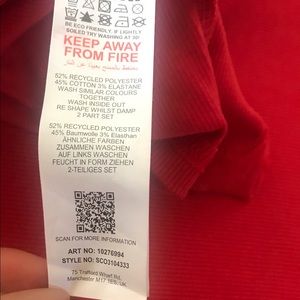 BE ECO FRIENDLY. IF LIGHTLY
SOILED TRY WASHING AT 30°
KEEP AWAY
FROM FIRE
52% RECYCLED POLYESTER
45% COTTON 3% ELASTANE
WASH SIMILAR COLOURS
TOGETHER
WASH INSIDE OUT
RE SHAPE WHILST DAMP
2 PART SET
52% RECYCLED POLYESTER
45% Baumwolle 3% Elasthan
ÄHNLICHE FARBEN
ZUSAMMEN WASCHEN
AUF LINKS WASCHEN
FEUCHT IN FORM ZIEHEN
2-TEILIGES SET
SCAN FOR MORE INFORMATION
ART NO: 10276994
STYLE NO: SCO3104333
75 Trafford Wharf Rd,
Manchester M17 1ES, UK